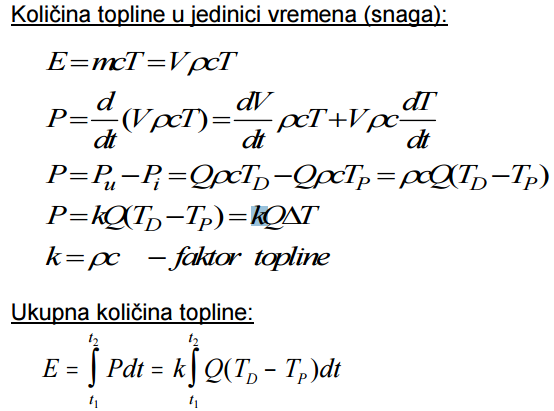 Količina topline u jedinici vremena (snaga):
E = mcT = VρcT
P = d/dt (VρcT) = dV/dt ρcT + Vρc dT/dt
P = P_u − P_i = QρcT_D − QρcT_P = ρcQ(T_D − T_P)
P = kQ(T_D − T_P) = kQΔT
k = ρc – faktor topline
Ukupna količina topline:
E = ∫_{t_1}^{t_2} Pdt = k ∫_{t_1}^{t_2} Q(T_D − T_P)dt